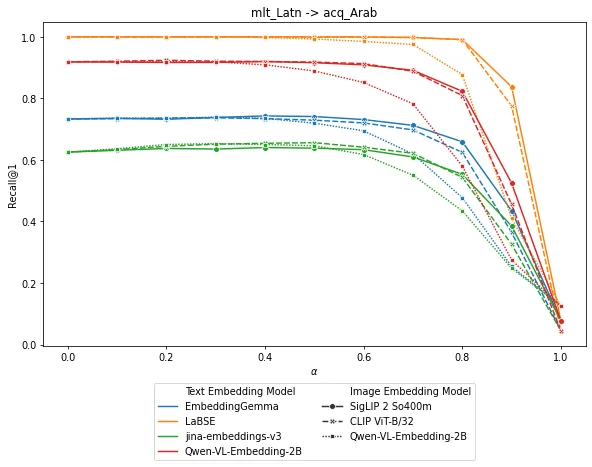 mlt_Latn -> acq_Arab
Recall@1
1.0
0.8
0.6
0.4
0.2
0.0
0.0 0.2 0.4 0.6 0.8 1.0
α
Text Embedding Model
EmbeddingGemma
LaBSE
jina-embeddings-v3
Qwen-VL-Embedding-2B
Image Embedding Model
SigLIP 2 So400m
CLIP ViT-B/32
Qwen-VL-Embedding-2B